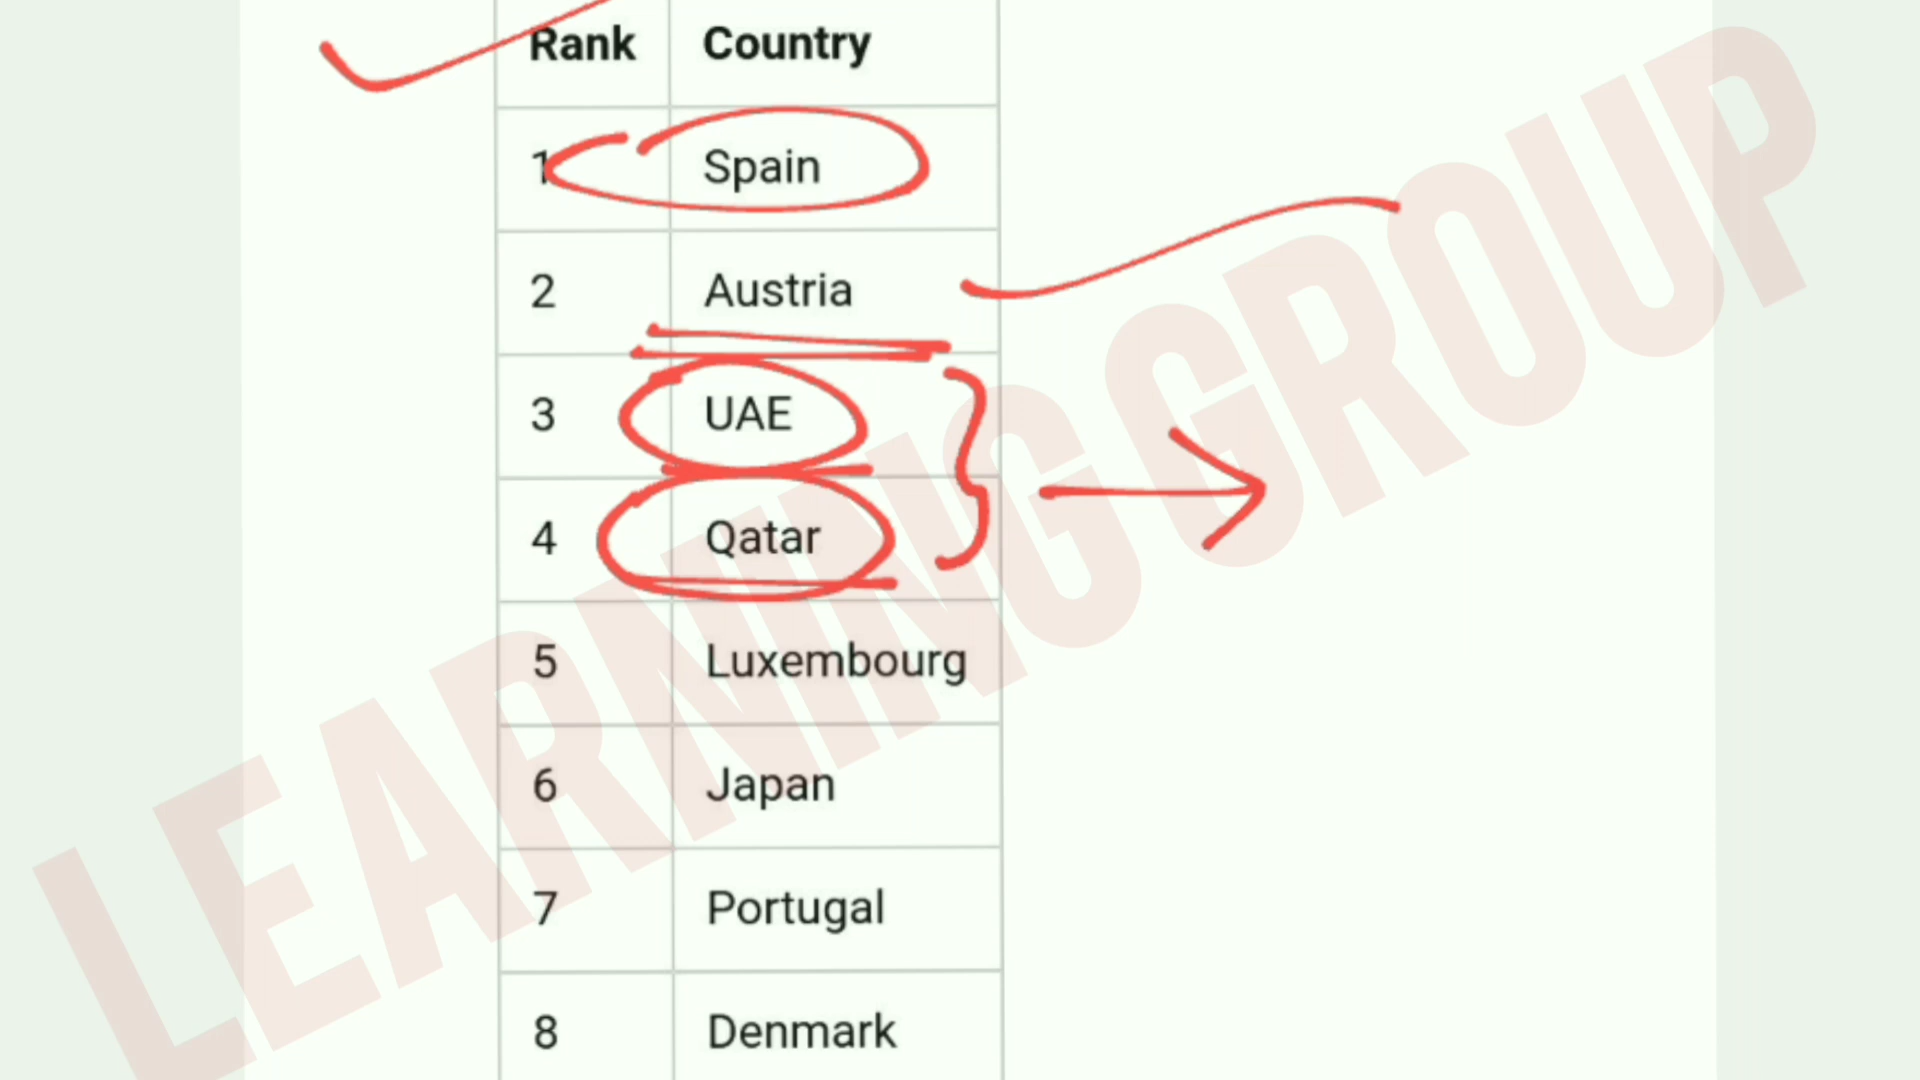 Rank Country
1 Spain
2 Austria
3 UAE
4 Qatar
5 Luxembourg
6 Japan
7 Portugal
8 Denmark
LEARNING GROUP